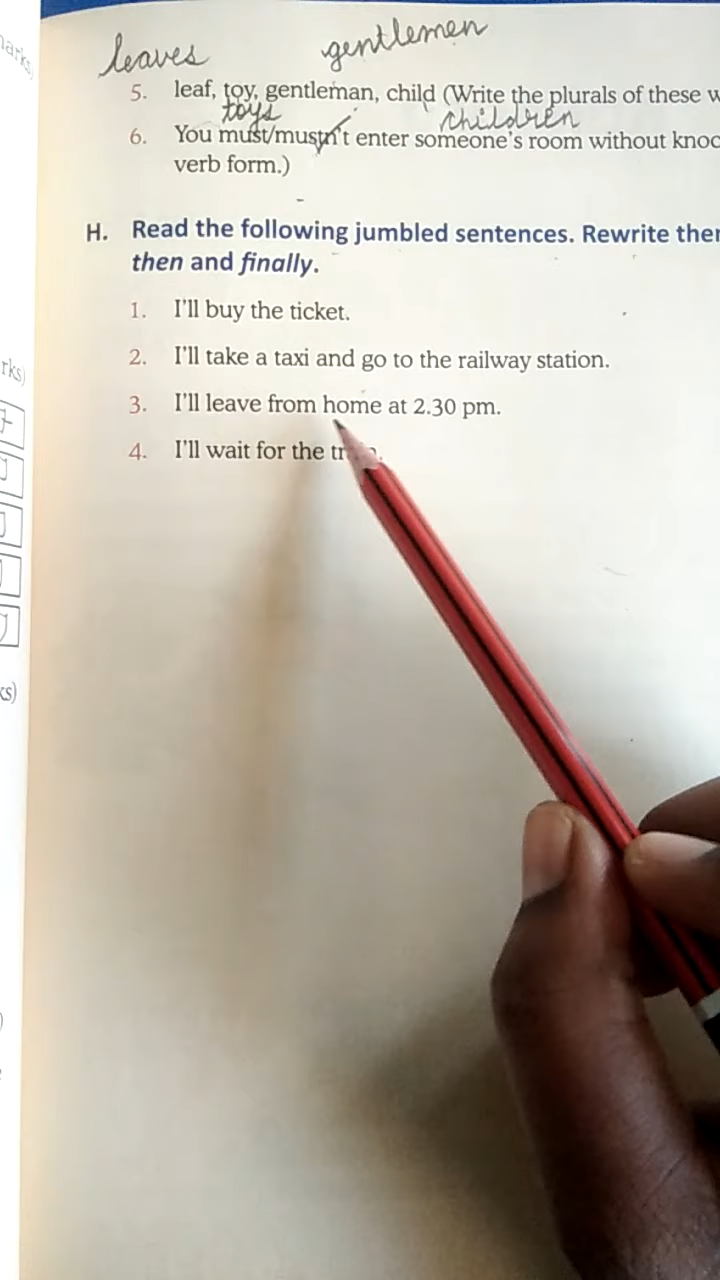 leaves gentlemen
5. leaf, toy, gentleman, child (Write the plurals of these
toys children
6. You must/mustn't enter someone's room without
verb form.)
H. Read the following jumbled sentences. Rewrite
then and finally.
1. I'll buy the ticket.
2. I'll take a taxi and go to the railway station.
3. I'll leave from home at 2.30 pm.
4. I'll wait for the